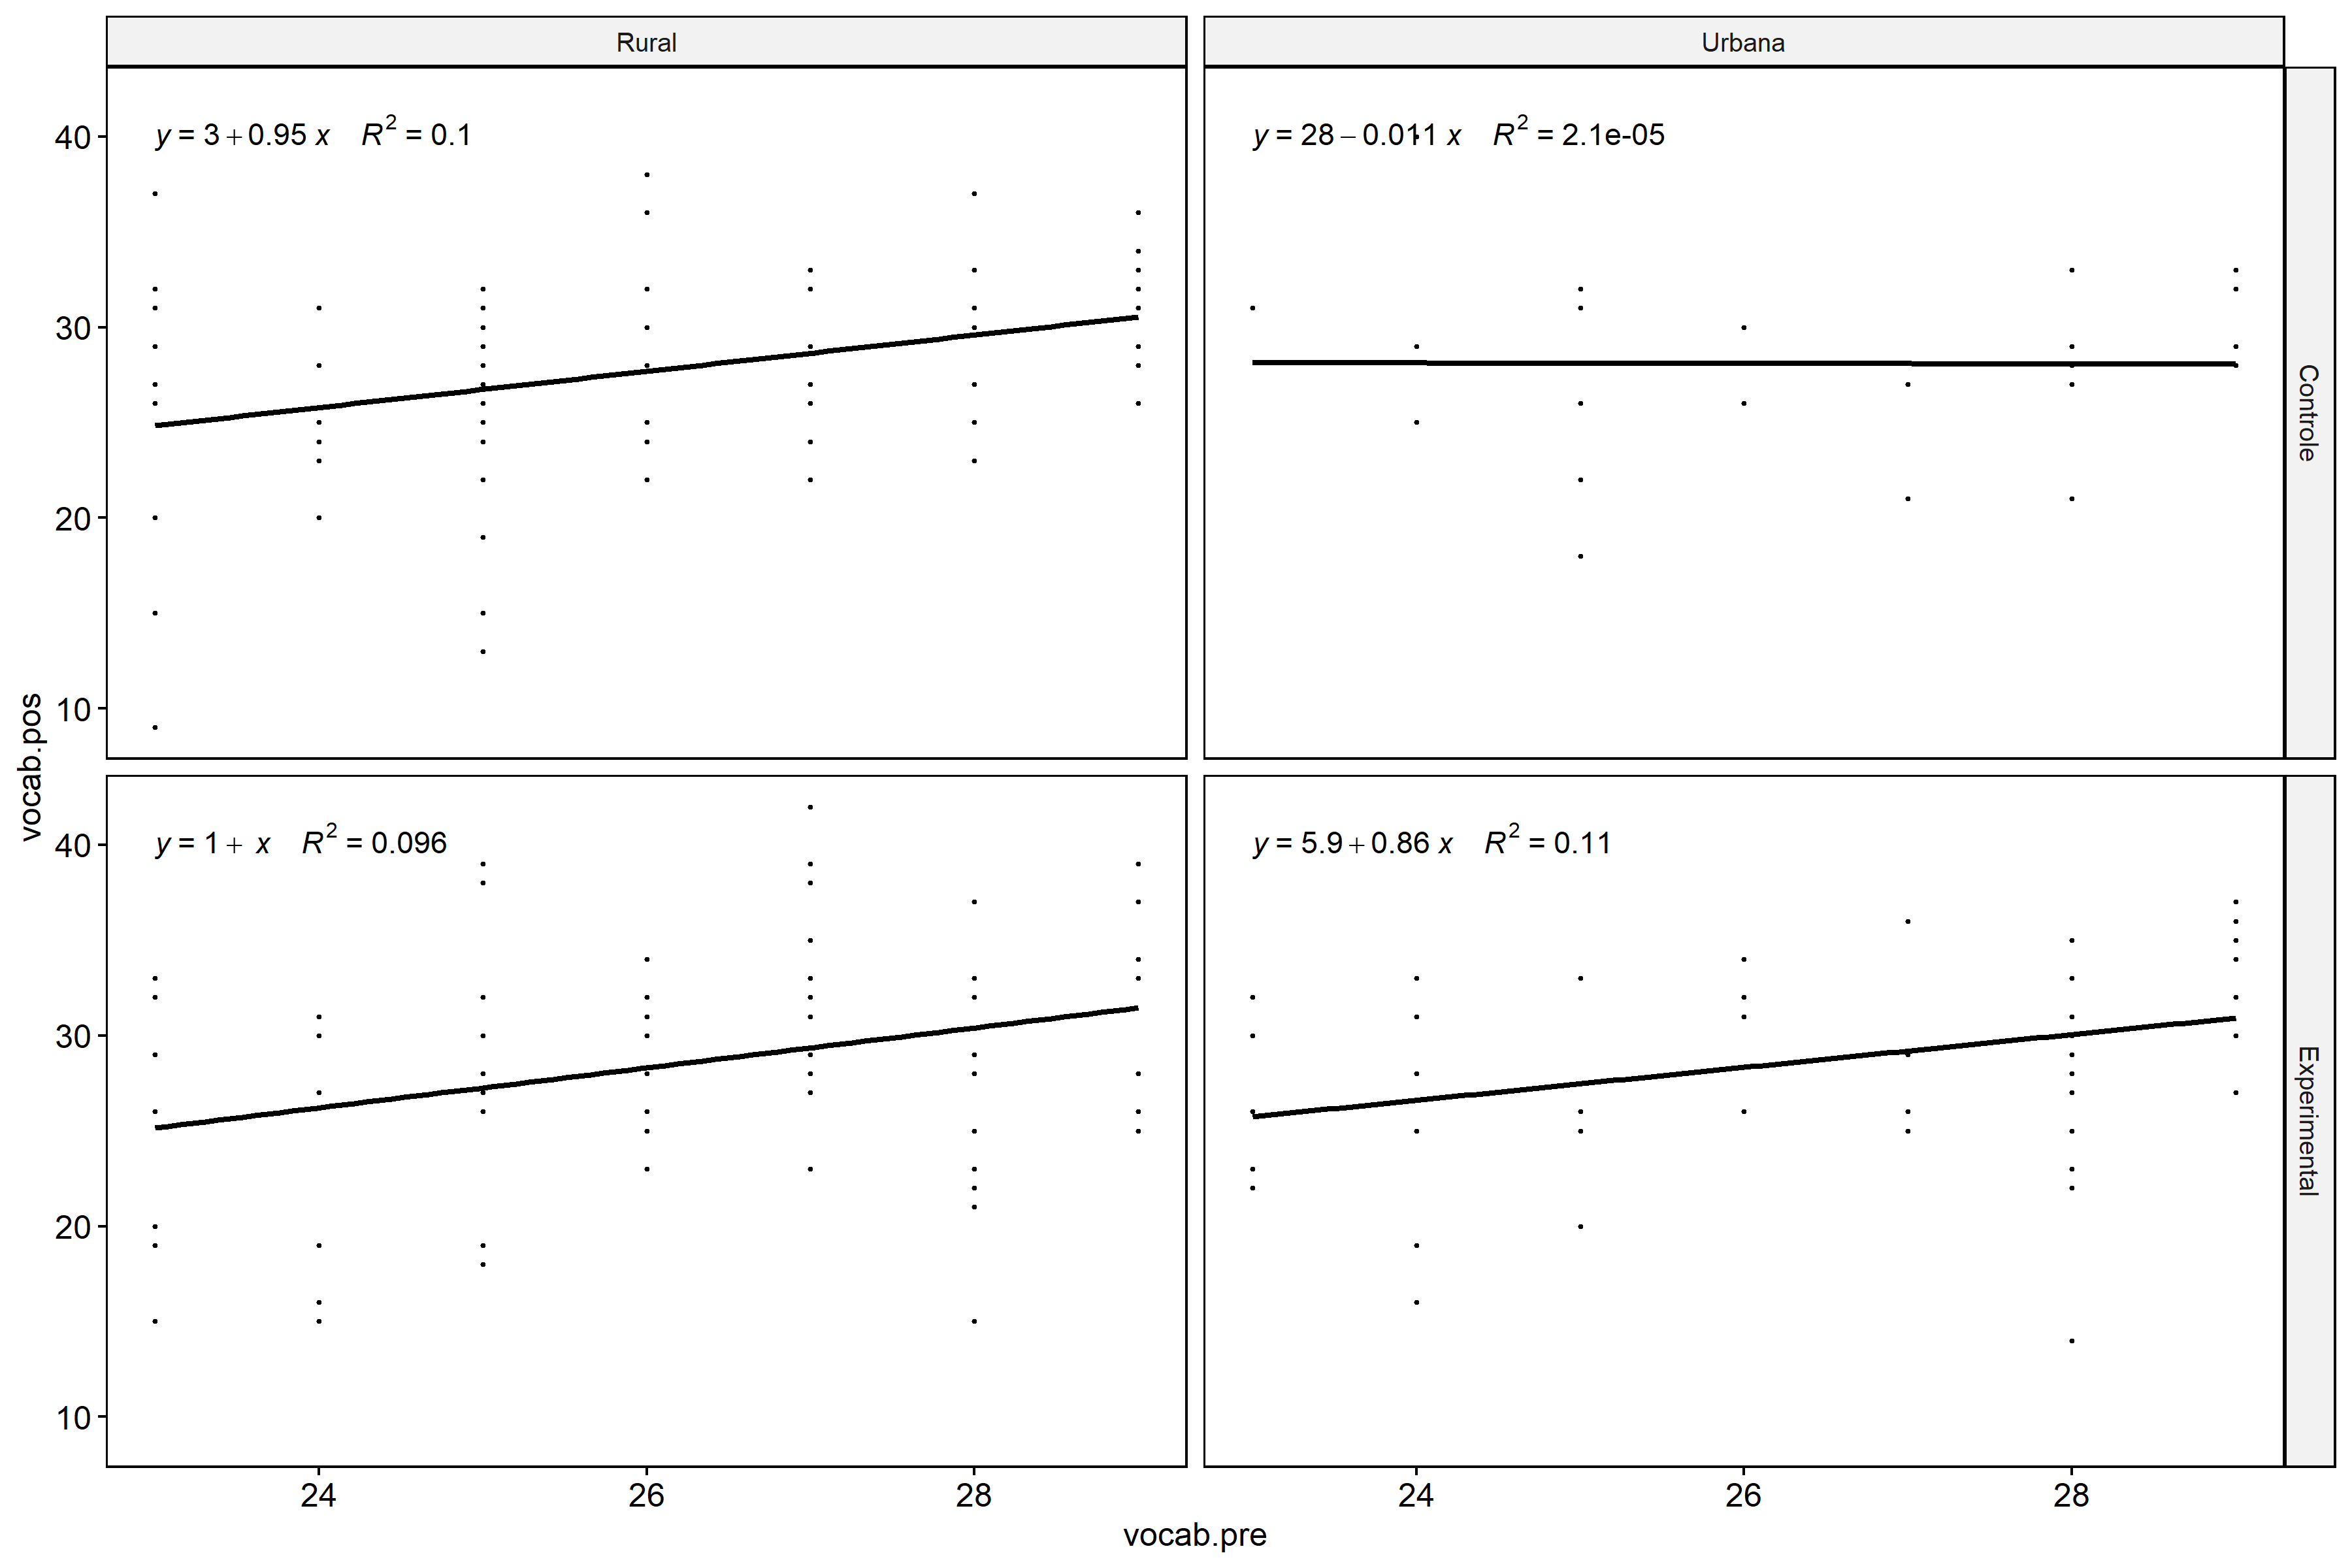 Rural
Urbana
y = 3 + 0.95 x R² = 0.1
y = 28 − 0.011 x R² = 2.1e-05
40
30
20
10
Controle
vocab.pos
y = 1 + x R² = 0.096
y = 5.9 + 0.86 x R² = 0.11
40
30
20
10
Experimental
24
26
28
24
26
28
vocab.pre